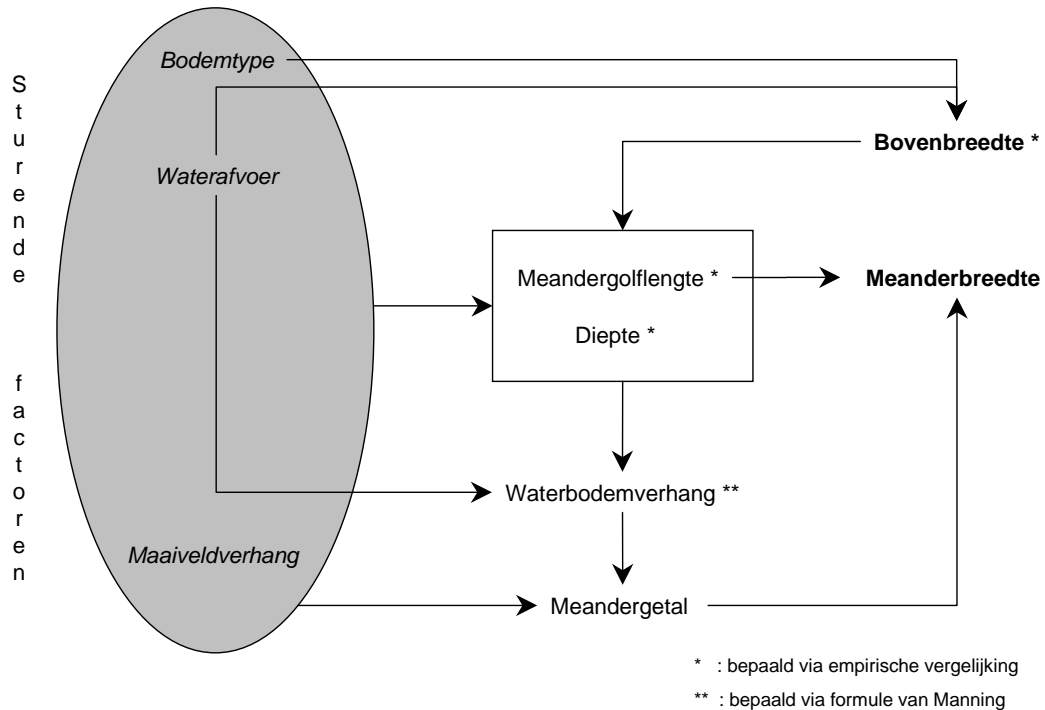 Sturende factoren
Bodemtype
Waterafvoer
Maaiveldverhang
Bovenbreedte *
Meandergolflengte *
Diepte *
Meanderbreedte
Waterbodemverhang **
Meandergetal
* : bepaald via empirische vergelijking
** : bepaald via formule van Manning